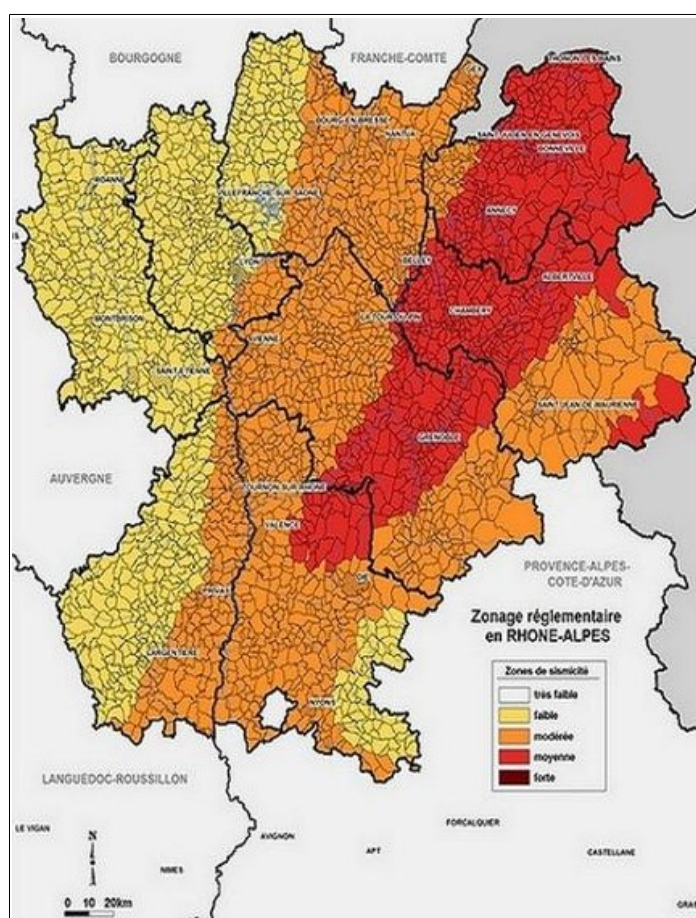 BOURGOGNE
FRANCHE-COMTE
THONON LES BAINS
GEX
BOURG EN BRESSE
NANTUA
SAINT JULIEN EN GENEVOIS
BONNEVILLE
ROANNE
VILLEFRANCHE SUR SAONE
ANNECY
LYON
BELLEY
ALBERTVILLE
MONTBRISON
LA TOUR DU PIN
CHAMBERY
VIENNE
SAINT ETIENNE
SAINT JEAN DE MAURIENNE
GRENOBLE
AUVERGNE
TOURNON SUR RHONE
VALENCE
PROVENCE-ALPES-
COTE-D'AZUR
DIE
PRIVAS
Zonage réglementaire
en RHONE-ALPES
LARGENTIERE
NYONS
Zones de sismicité
très faible
faible
modérée
moyenne
forte
LANGUEDOC-ROUSSILLON
LE VIGAN
N
AVIGNON
FORCALQUIER
APT
CASTELLANE
NIMES
0 10 20km